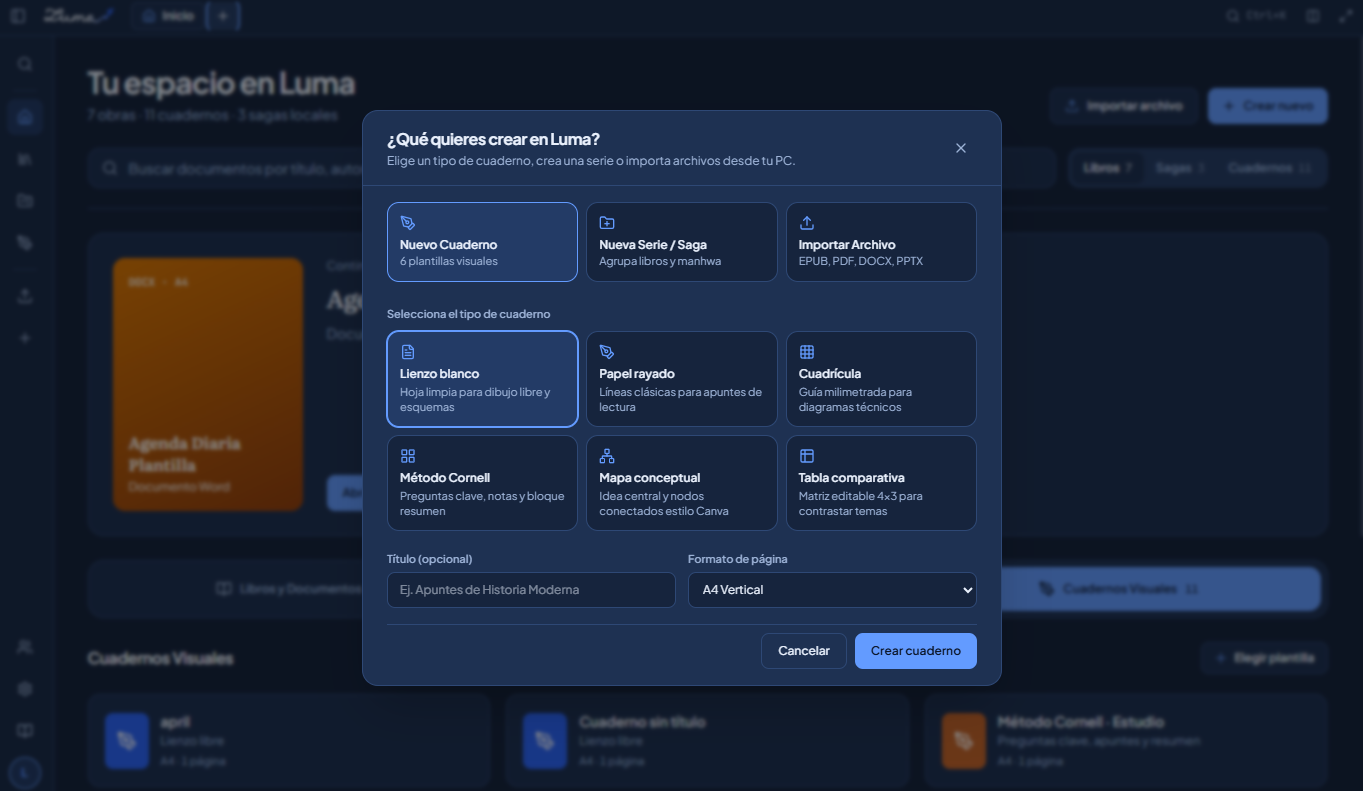 Luma
Inicio
Ctrl+K
Tu espacio en Luma
7 obras · 11 cuadernos · 3 sagas locales
Importar archivo
Crear nuevo
Buscar documentos por título, auto
Libros 7
Sagas 3
Cuadernos 11
¿Qué quieres crear en Luma?
Elige un tipo de cuaderno, crea una serie o importa archivos desde tu PC.
Nuevo Cuaderno
6 plantillas visuales
Nueva Serie / Saga
Agrupa libros y manhwa
Importar Archivo
EPUB, PDF, DOCX, PPTX
Selecciona el tipo de cuaderno
Lienzo blanco
Hoja limpia para dibujo libre y
esquemas
Papel rayado
Líneas clásicas para apuntes de
lectura
Cuadrícula
Guía milimetrada para
diagramas técnicos
Método Cornell
Preguntas clave, notas y bloque
resumen
Mapa conceptual
Idea central y nodos
conectados estilo Canva
Tabla comparativa
Matriz editable 4×3 para
contrastar temas
Título (opcional)
Ej. Apuntes de Historia Moderna
Formato de página
A4 Vertical
Cancelar
Crear cuaderno
DOCX · A4
Agenda Diaria
Plantilla
Documento Word
Libros y Documentos
Cuadernos Visuales 11
Cuadernos Visuales
Elegir plantilla
april
Lienzo libre
A4 · 1 página
Cuaderno sin título
Lienzo libre
A4 · 1 página
Método Cornell · Estudio
Preguntas clave, apuntes y resumen
A4 · 1 página